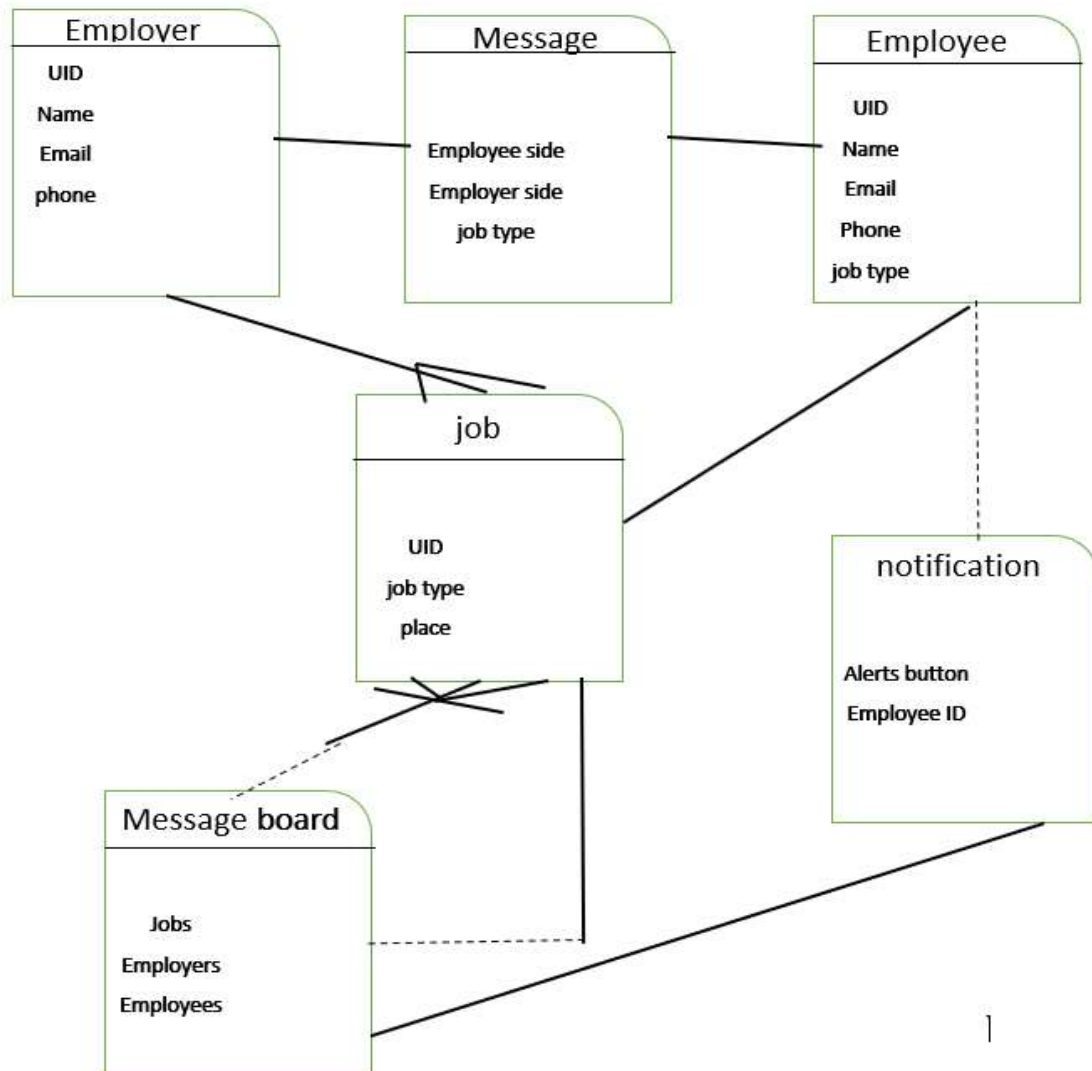 Employer
UID
Name
Email
phone
Message
Employee side
Employer side
job type
Employee
UID
Name
Email
Phone
job type
job
UID
job type
place
notification
Alerts button
Employee ID
Message board
Jobs
Employers
Employees